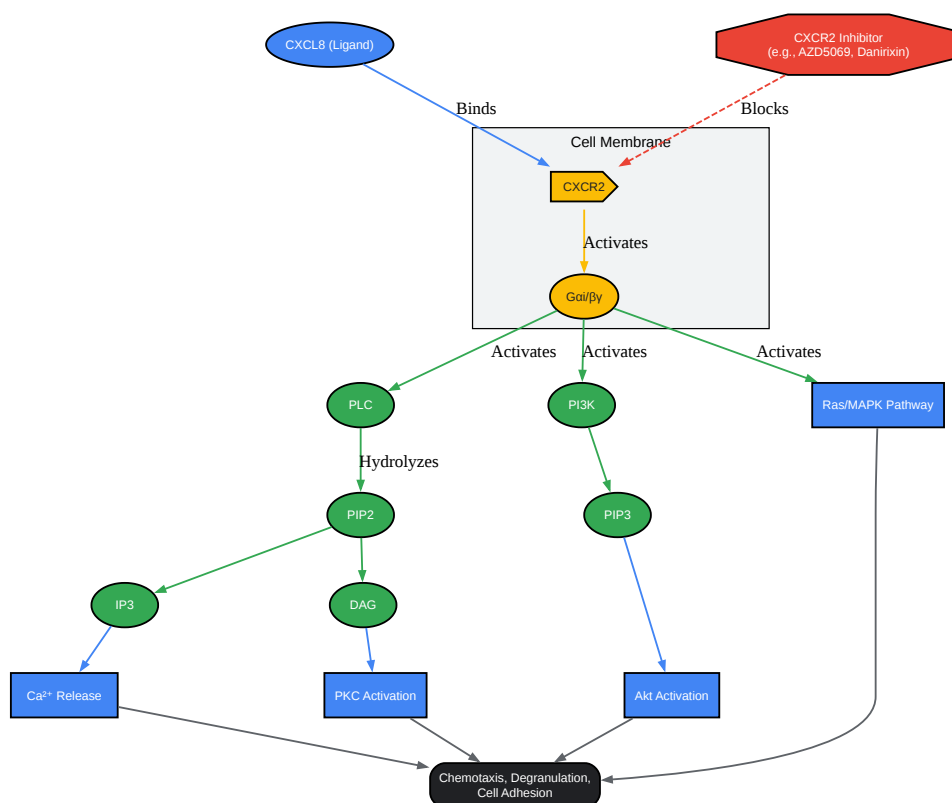 CXCL8 (Ligand)
CXCR2 Inhibitor
(e.g., AZD5069, Danirixin)
Binds
Blocks
Cell Membrane
CXCR2
Activates
Gαi/βγ
Activates
Activates
Activates
PLC
PI3K
Ras/MAPK Pathway
Hydrolyzes
PIP2
PIP3
IP3
DAG
Ca²⁺ Release
PKC Activation
Akt Activation
Chemotaxis, Degranulation,
Cell Adhesion